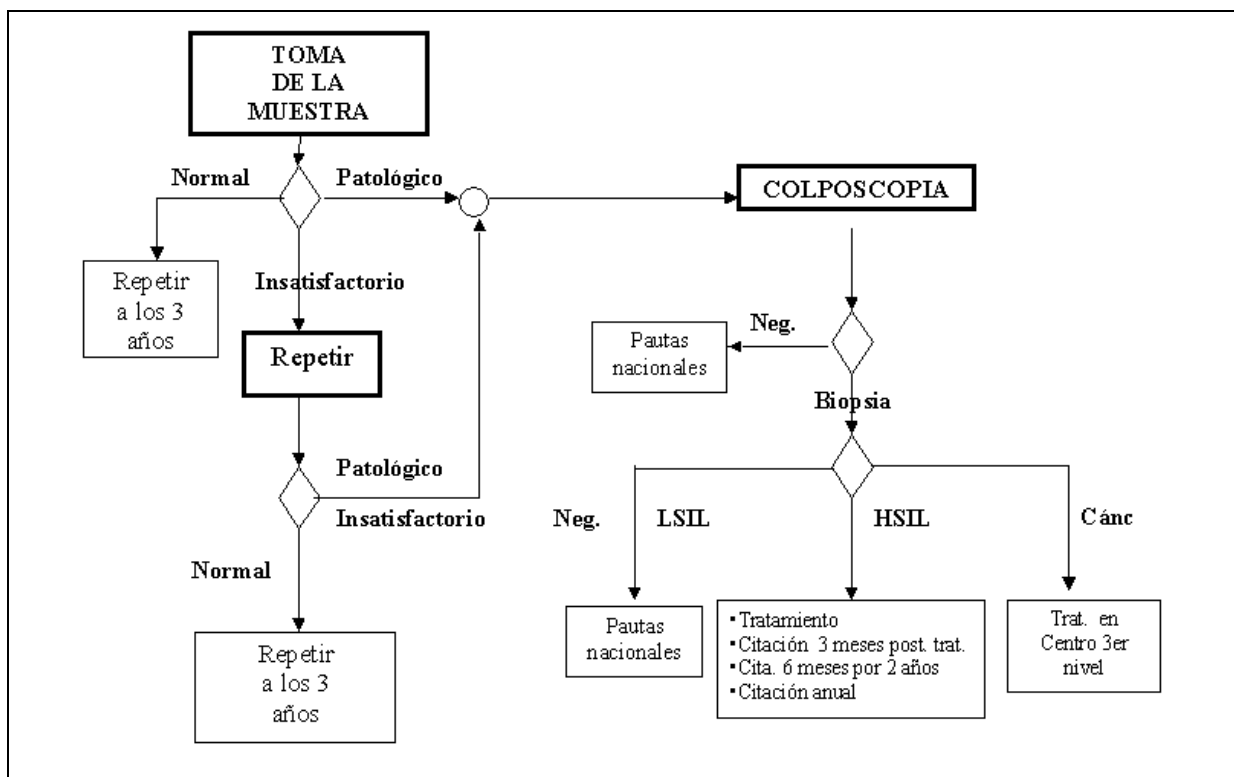 TOMA
DE LA
MUESTRA
Normal
Patológico
COLPOSCOPIA
Repetir
a los 3
años
Insatisfactorio
Repetir
Neg.
Pautas
nacionales
Biopsia
Patológico
Insatisfactorio
Neg.
LSIL
HSIL
Cánc
Normal
Repetir
a los 3
años
Pautas
nacionales
▪Tratamiento
▪Citación 3 meses post. trat.
▪Cita. 6 meses por 2 años
▪Citación anual
Trat. en
Centro 3er
nivel